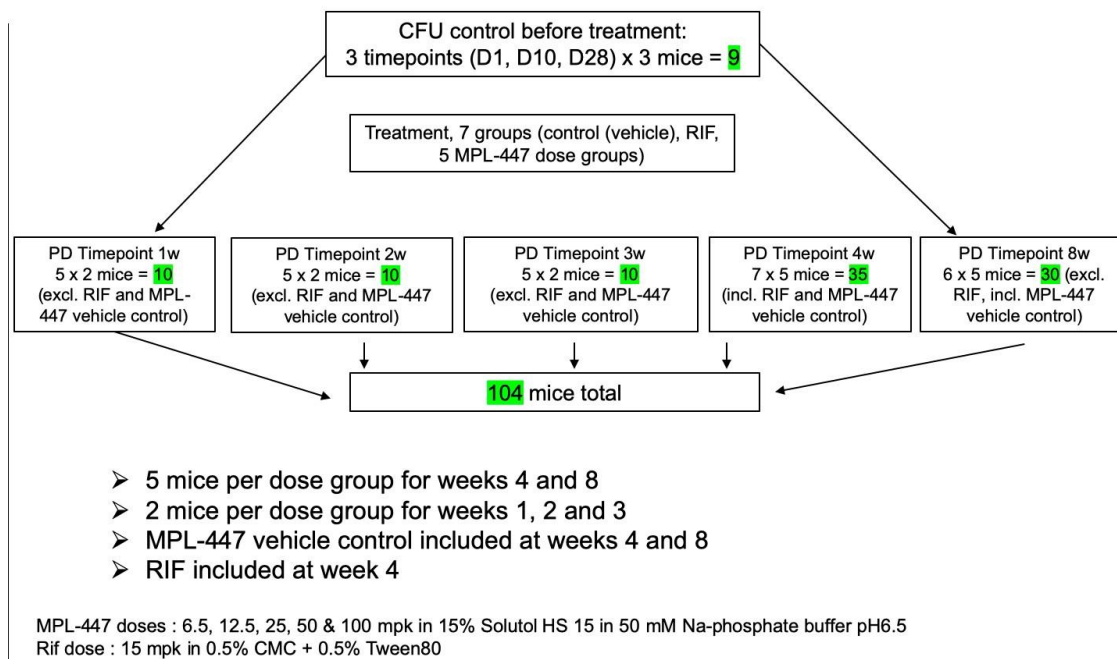 CFU control before treatment:
3 timepoints (D1, D10, D28) x 3 mice = 9
Treatment, 7 groups (control (vehicle), RIF,
5 MPL-447 dose groups)
PD Timepoint 1w
5 x 2 mice = 10
(excl. RIF and MPL-
447 vehicle control)
PD Timepoint 2w
5 x 2 mice = 10
(excl. RIF and MPL-447
vehicle control)
PD Timepoint 3w
5 x 2 mice = 10
(excl. RIF and MPL-447
vehicle control)
PD Timepoint 4w
7 x 5 mice = 35
(incl. RIF and MPL-447
vehicle control)
PD Timepoint 8w
6 x 5 mice = 30 (excl.
RIF, incl. MPL-447
vehicle control)
104 mice total
➢ 5 mice per dose group for weeks 4 and 8
➢ 2 mice per dose group for weeks 1, 2 and 3
➢ MPL-447 vehicle control included at weeks 4 and 8
➢ RIF included at week 4
MPL-447 doses : 6.5, 12.5, 25, 50 & 100 mpk in 15% Solutol HS 15 in 50 mM Na-phosphate buffer pH6.5
Rif dose : 15 mpk in 0.5% CMC + 0.5% Tween80